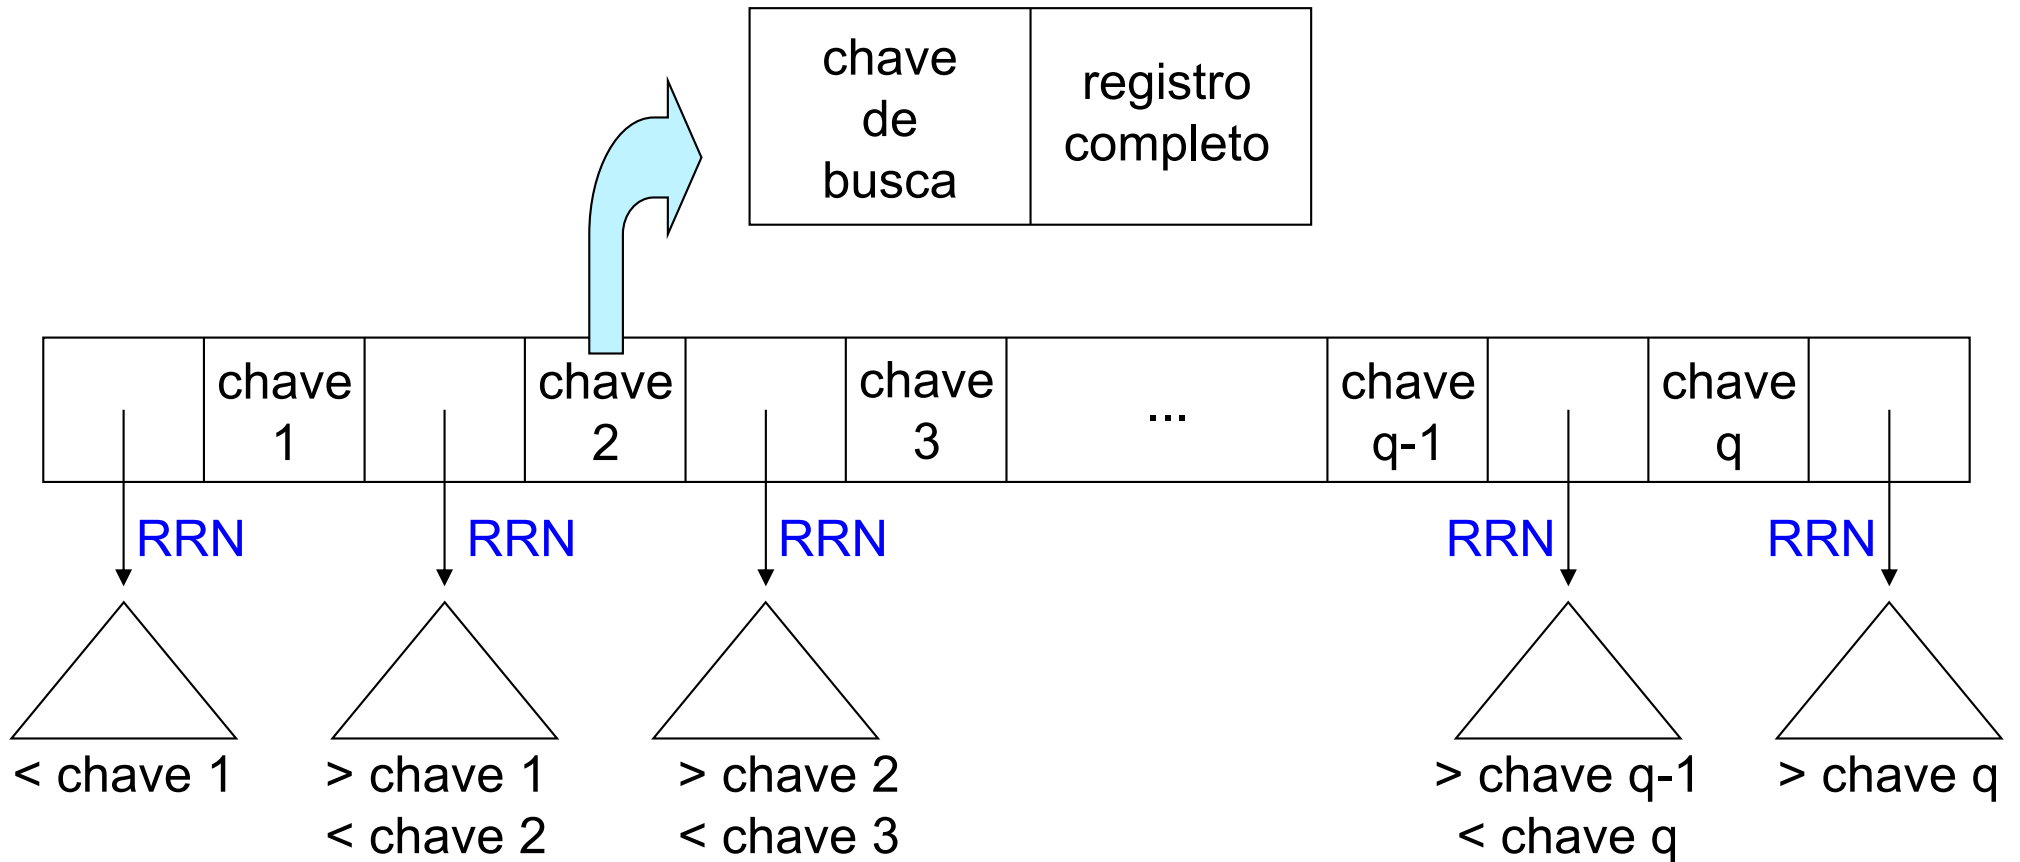 chave
de
busca
registro
completo
chave
1
chave
2
chave
3
...
chave
q-1
chave
q
RRN
RRN
RRN
RRN
RRN
< chave 1
> chave 1
< chave 2
> chave 2
< chave 3
> chave q-1
< chave q
> chave q